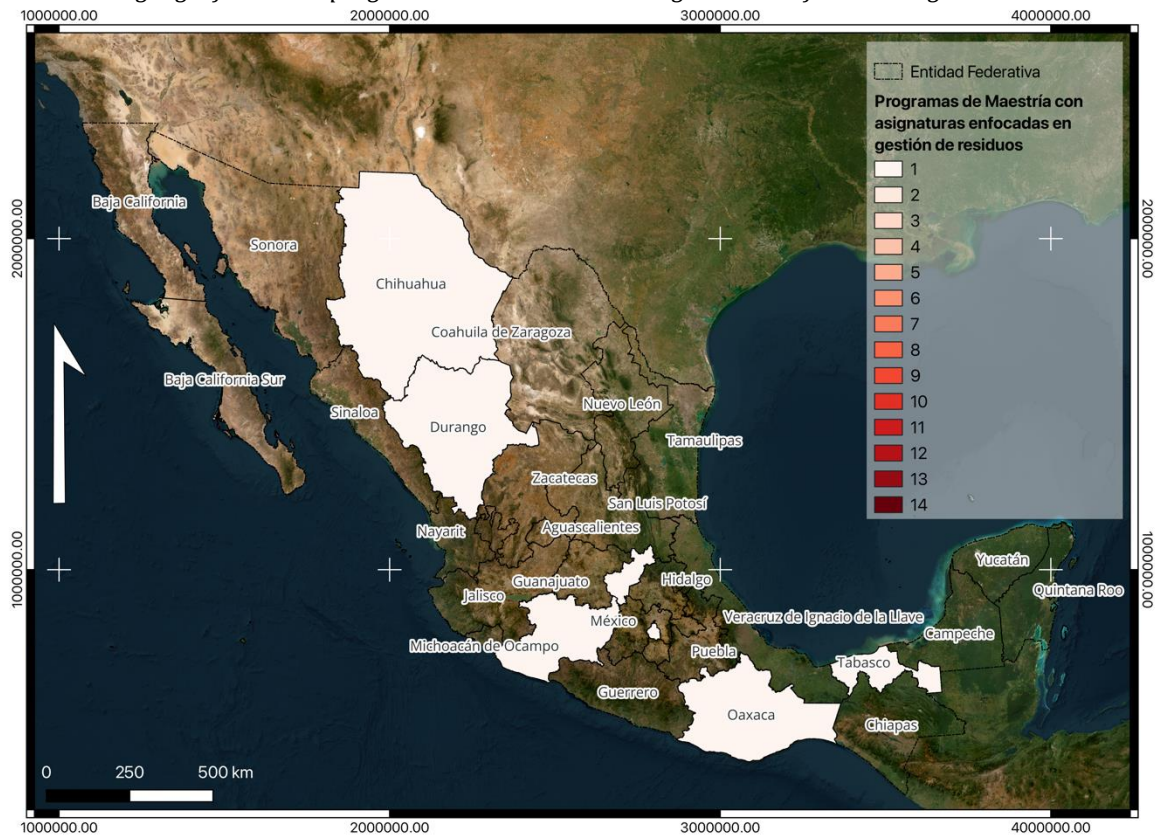 1000000.00 2000000.00 3000000.00 4000000.00
Entidad Federativa
Programas de Maestría con
asignaturas enfocadas en
gestión de residuos
1
2
3
4
5
6
7
8
9
10
11
12
13
14
Baja California
2000000.00
Sonora
2000000.00
Chihuahua
Coahuila de Zaragoza
Baja California Sur
Sinaloa
Nuevo León
Durango
Tamaulipas
Zacatecas
San Luis Potosí
Nayarit
Aguascalientes
1000000.00
Guanajuato
Hidalgo
Yucatán
1000000.00
Jalisco
Quintana Roo
México
Veracruz de Ignacio de la Llave
Campeche
Michoacán de Ocampo
Puebla
Tabasco
Guerrero
Oaxaca
Chiapas
0 250 500 km
1000000.00 2000000.00 3000000.00 4000000.00